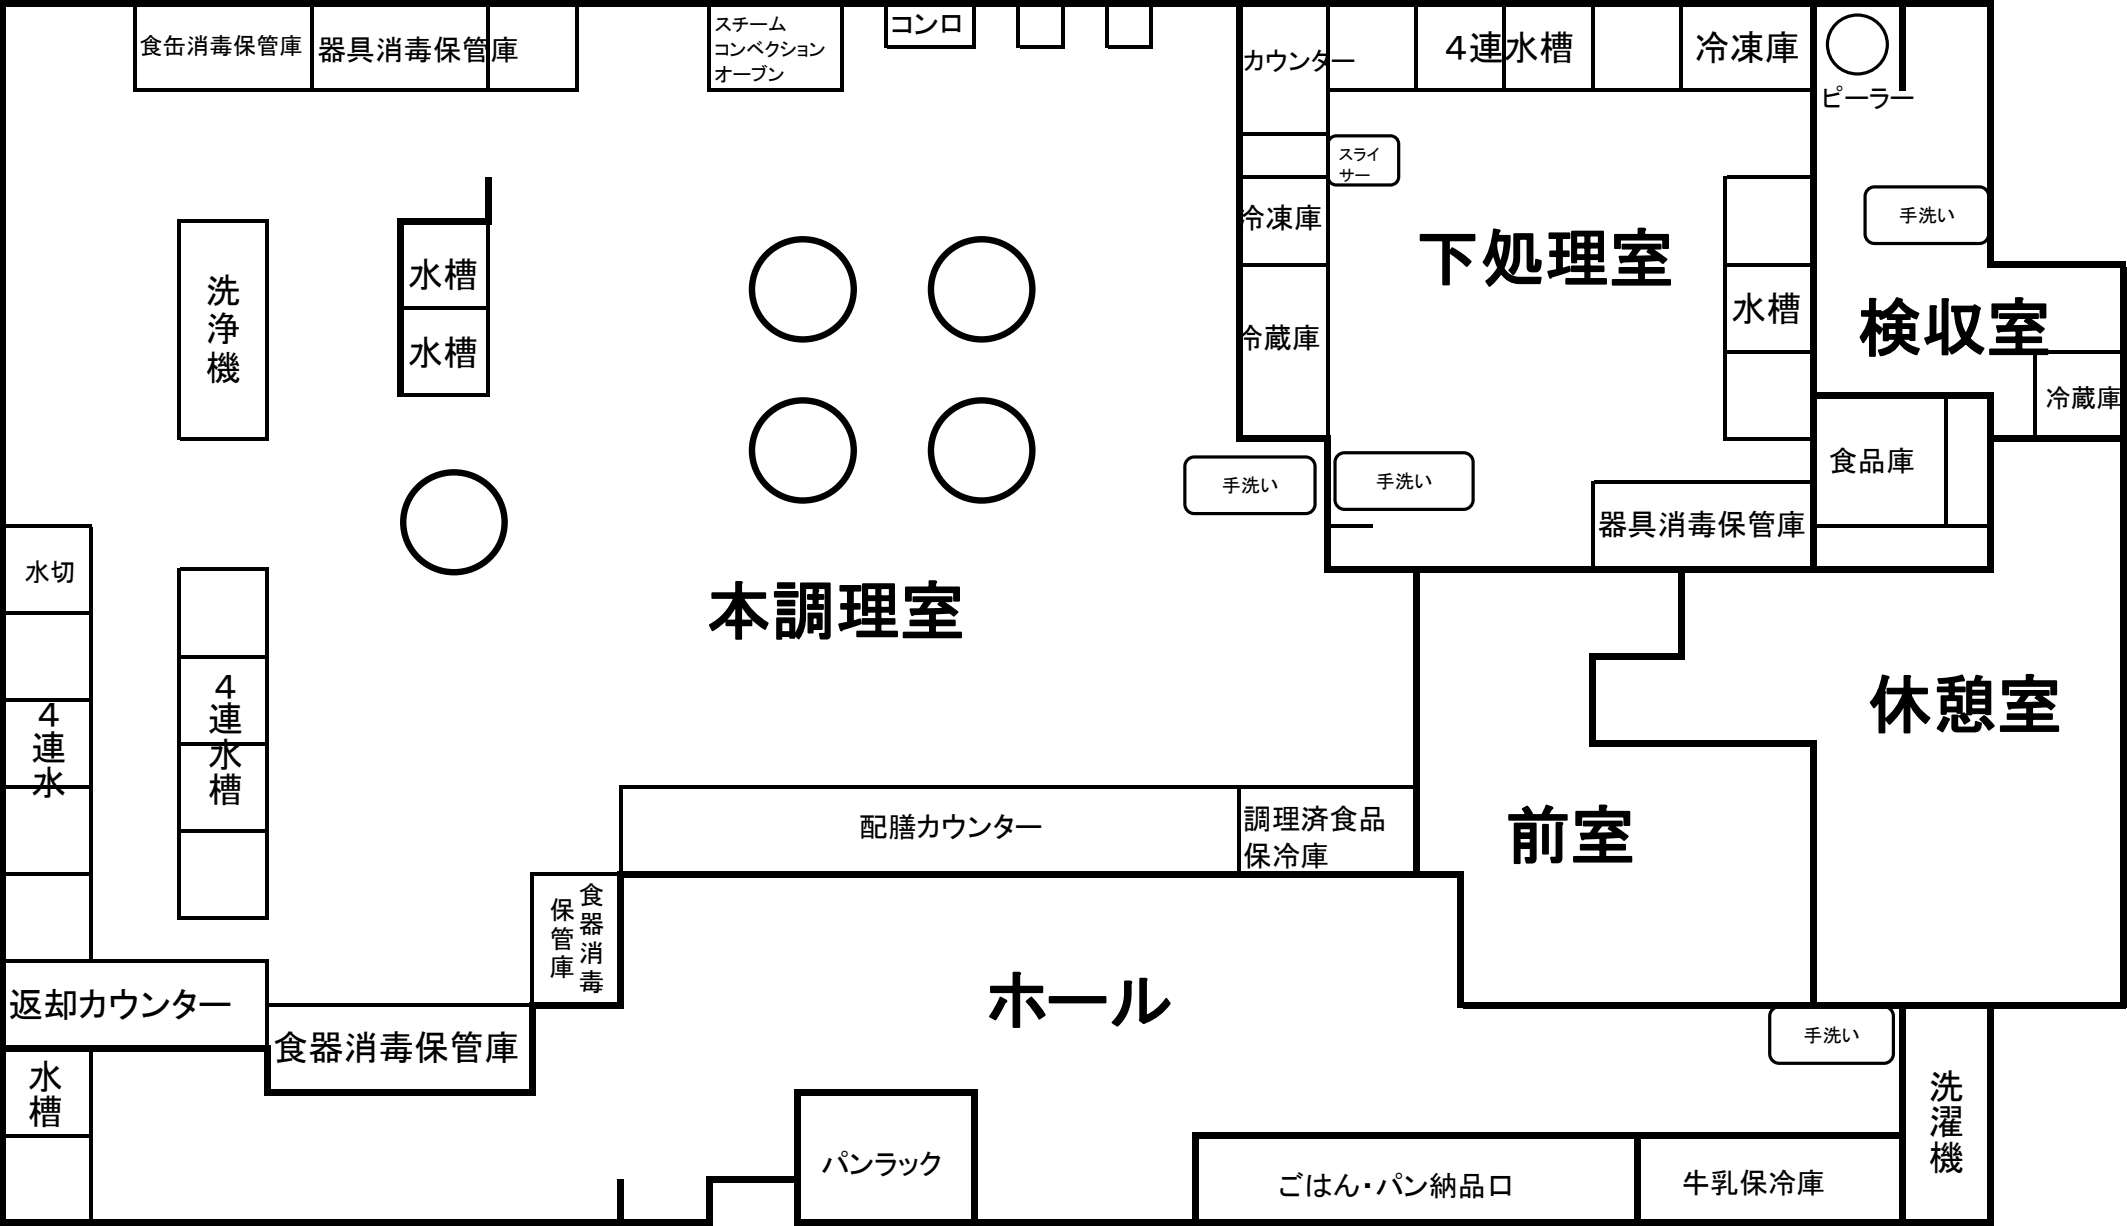 食缶消毒保管庫
器具消毒保管庫
スチーム
コンベクション
オーブン
コンロ
カウンター
4連水槽
冷凍庫
ピーラー
スライ
サー
手洗い
冷凍庫
下処理室
洗浄機
水槽
水槽
冷蔵庫
水槽
検収室
冷蔵庫
食品庫
手洗い
手洗い
器具消毒保管庫
水切
本調理室
4連水
4連水槽
休憩室
配膳カウンター
調理済食品
保冷庫
前室
食器消毒
保管庫
返却カウンター
食器消毒保管庫
ホール
手洗い
水槽
洗濯機
パンラック
ごはん・パン納品口
牛乳保冷庫